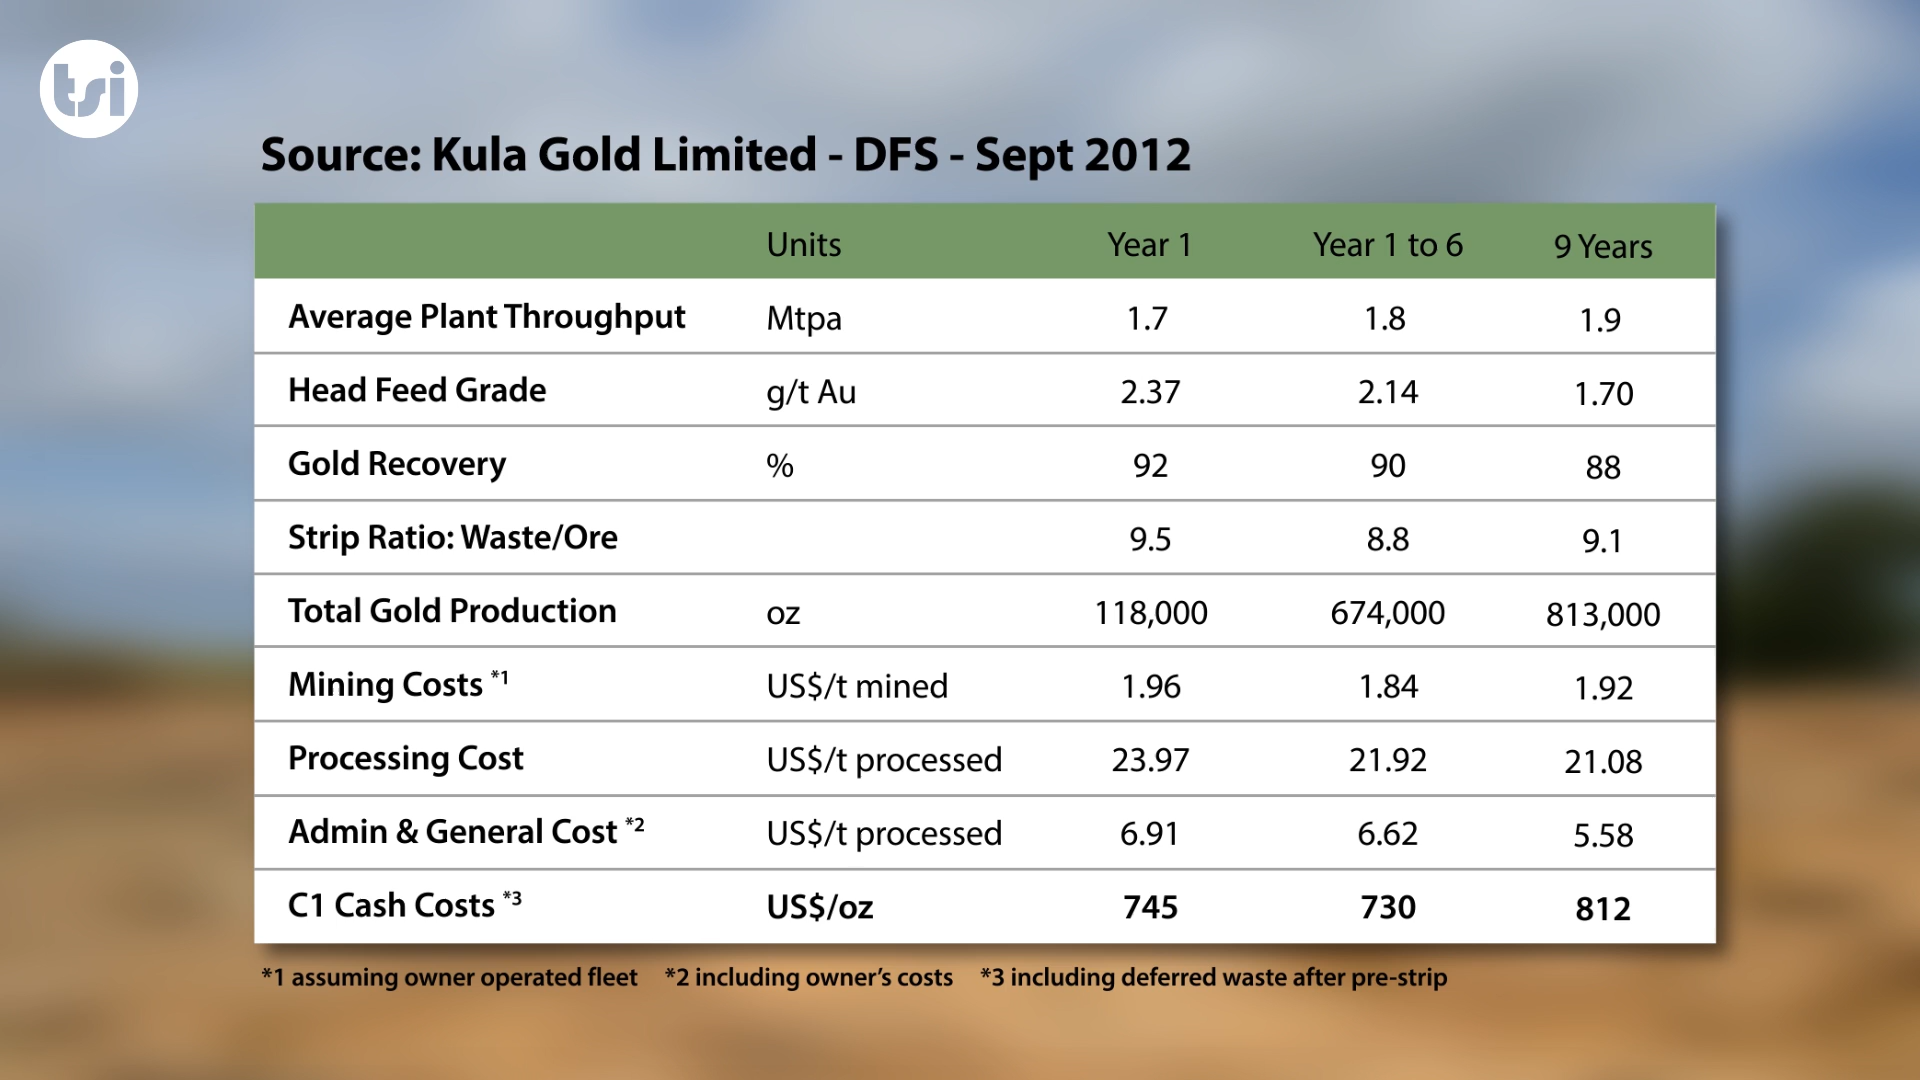 tsi
Source: Kula Gold Limited - DFS - Sept 2012
Units Year 1 Year 1 to 6 9 Years
Average Plant Throughput Mtpa 1.7 1.8 1.9
Head Feed Grade g/t Au 2.37 2.14 1.70
Gold Recovery % 92 90 88
Strip Ratio: Waste/Ore 9.5 8.8 9.1
Total Gold Production oz 118,000 674,000 813,000
Mining Costs *1 US$/t mined 1.96 1.84 1.92
Processing Cost US$/t processed 23.97 21.92 21.08
Admin & General Cost *2 US$/t processed 6.91 6.62 5.58
C1 Cash Costs *3 US$/oz 745 730 812
*1 assuming owner operated fleet *2 including owner’s costs *3 including deferred waste after pre-strip